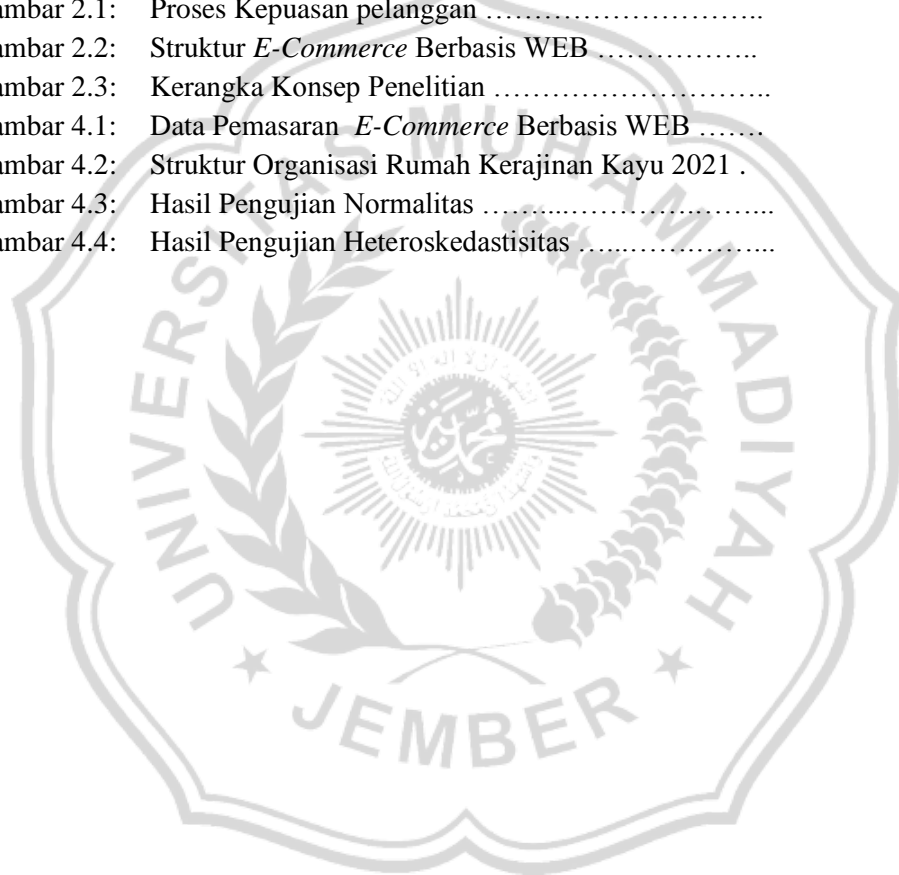 ambar 2.1: Proses Kepuasan pelanggan ………………………..
ambar 2.2: Struktur E-Commerce Berbasis WEB ……………..
ambar 2.3: Kerangka Konsep Penelitian ………………………..
ambar 4.1: Data Pemasaran E-Commerce Berbasis WEB …….
ambar 4.2: Struktur Organisasi Rumah Kerajinan Kayu 2021 .
ambar 4.3: Hasil Pengujian Normalitas ……...………….……...
ambar 4.4: Hasil Pengujian Heteroskedastisitas …...…….……...
UNIVERSITAS MUHAMMADIYAH
JEMBER